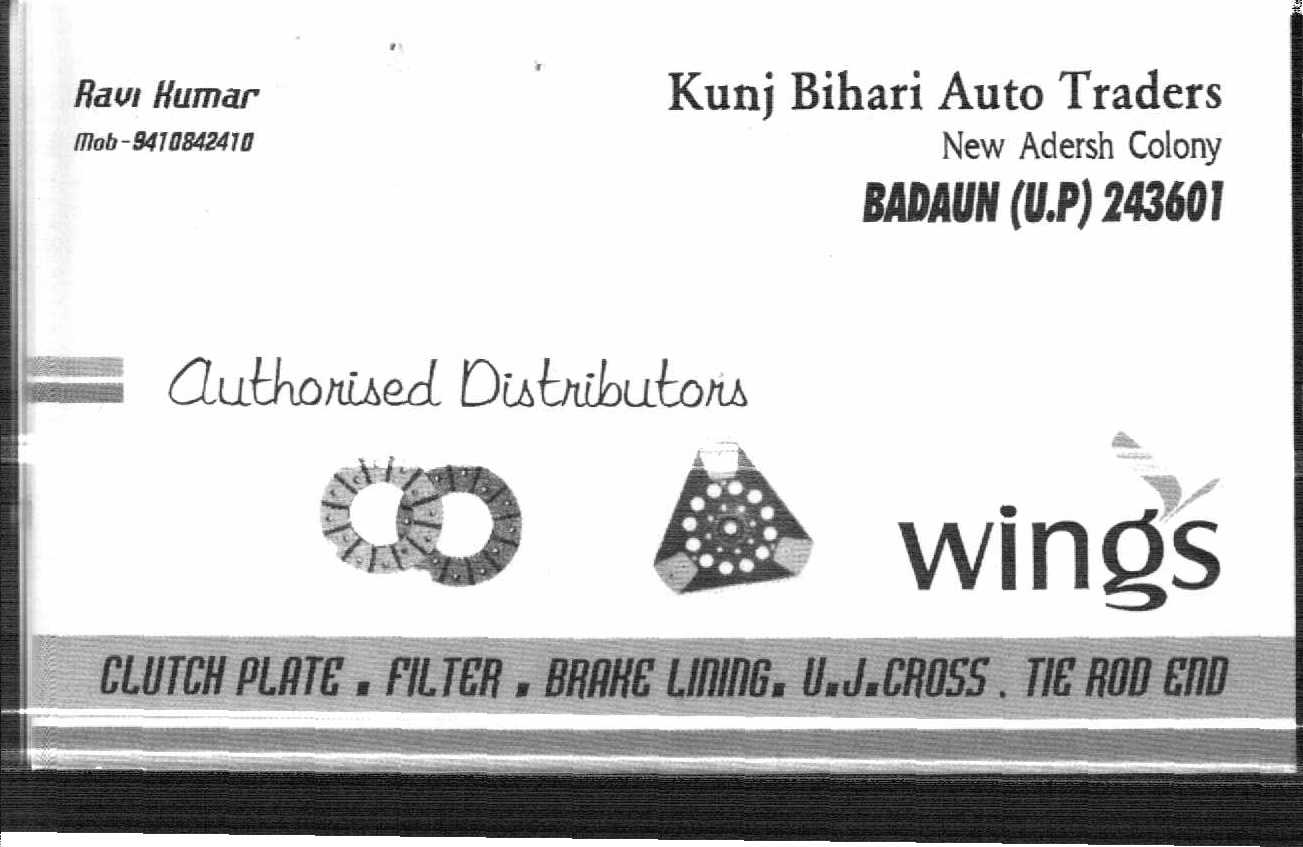 Ravi Kumar
Mob-9410842410
Kunj Bihari Auto Traders
New Adersh Colony
BADAUN (U.P) 243601
Authorised Distributors
wings
CLUTCH PLATE . FILTER . BRAKE LINING. U.J.CROSS . TIE ROD END